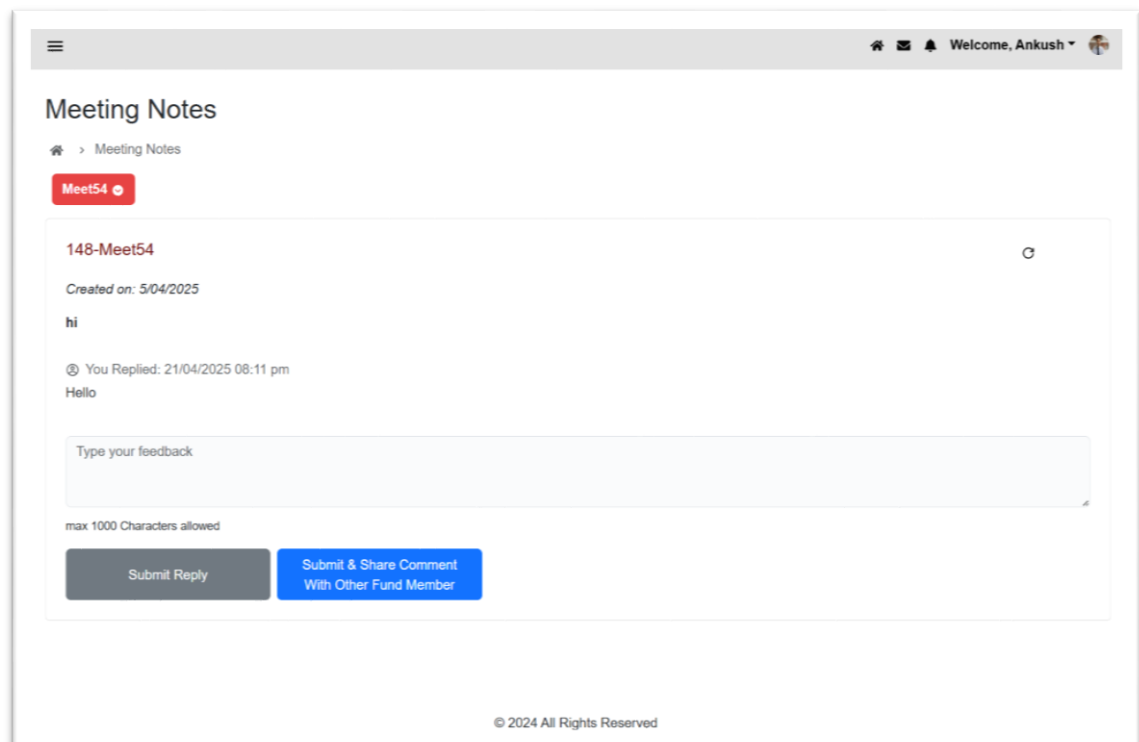 Welcome, Ankush
Meeting Notes
Meeting Notes
Meet54
148-Meet54
Created on: 5/04/2025
hi
You Replied: 21/04/2025 08:11 pm
Hello
Type your feedback
max 1000 Characters allowed
Submit Reply
Submit & Share Comment
With Other Fund Member
© 2024 All Rights Reserved